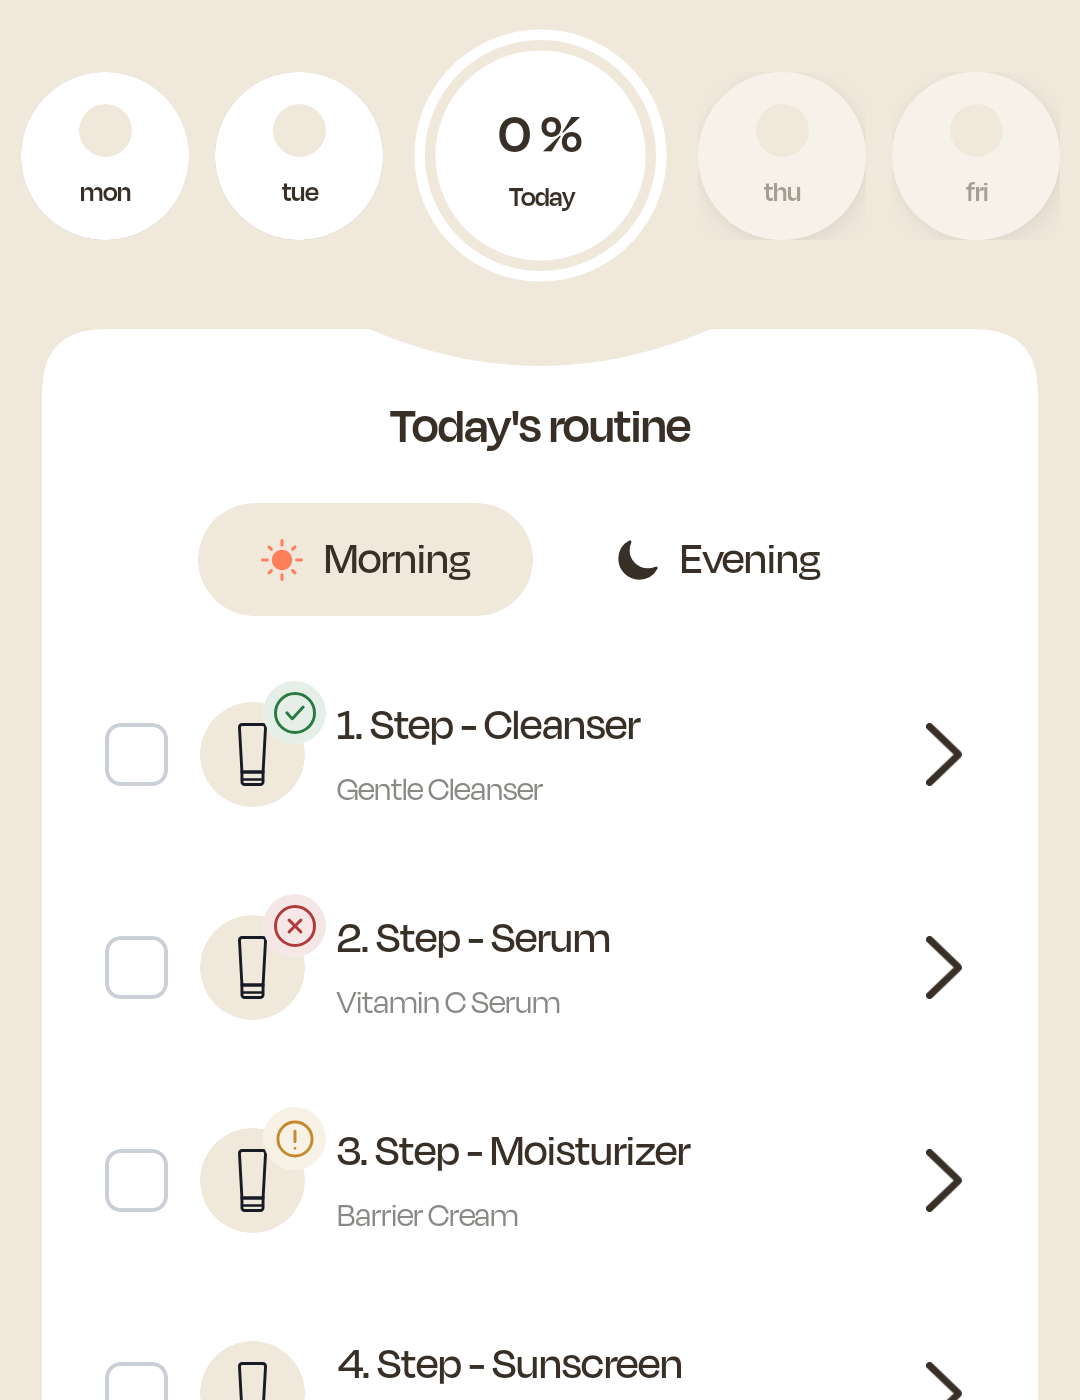 mon
tue
0 %
Today
thu
fri
Today's routine
Morning
Evening
1. Step - Cleanser
Gentle Cleanser
2. Step - Serum
Vitamin C Serum
3. Step - Moisturizer
Barrier Cream
4. Step - Sunscreen